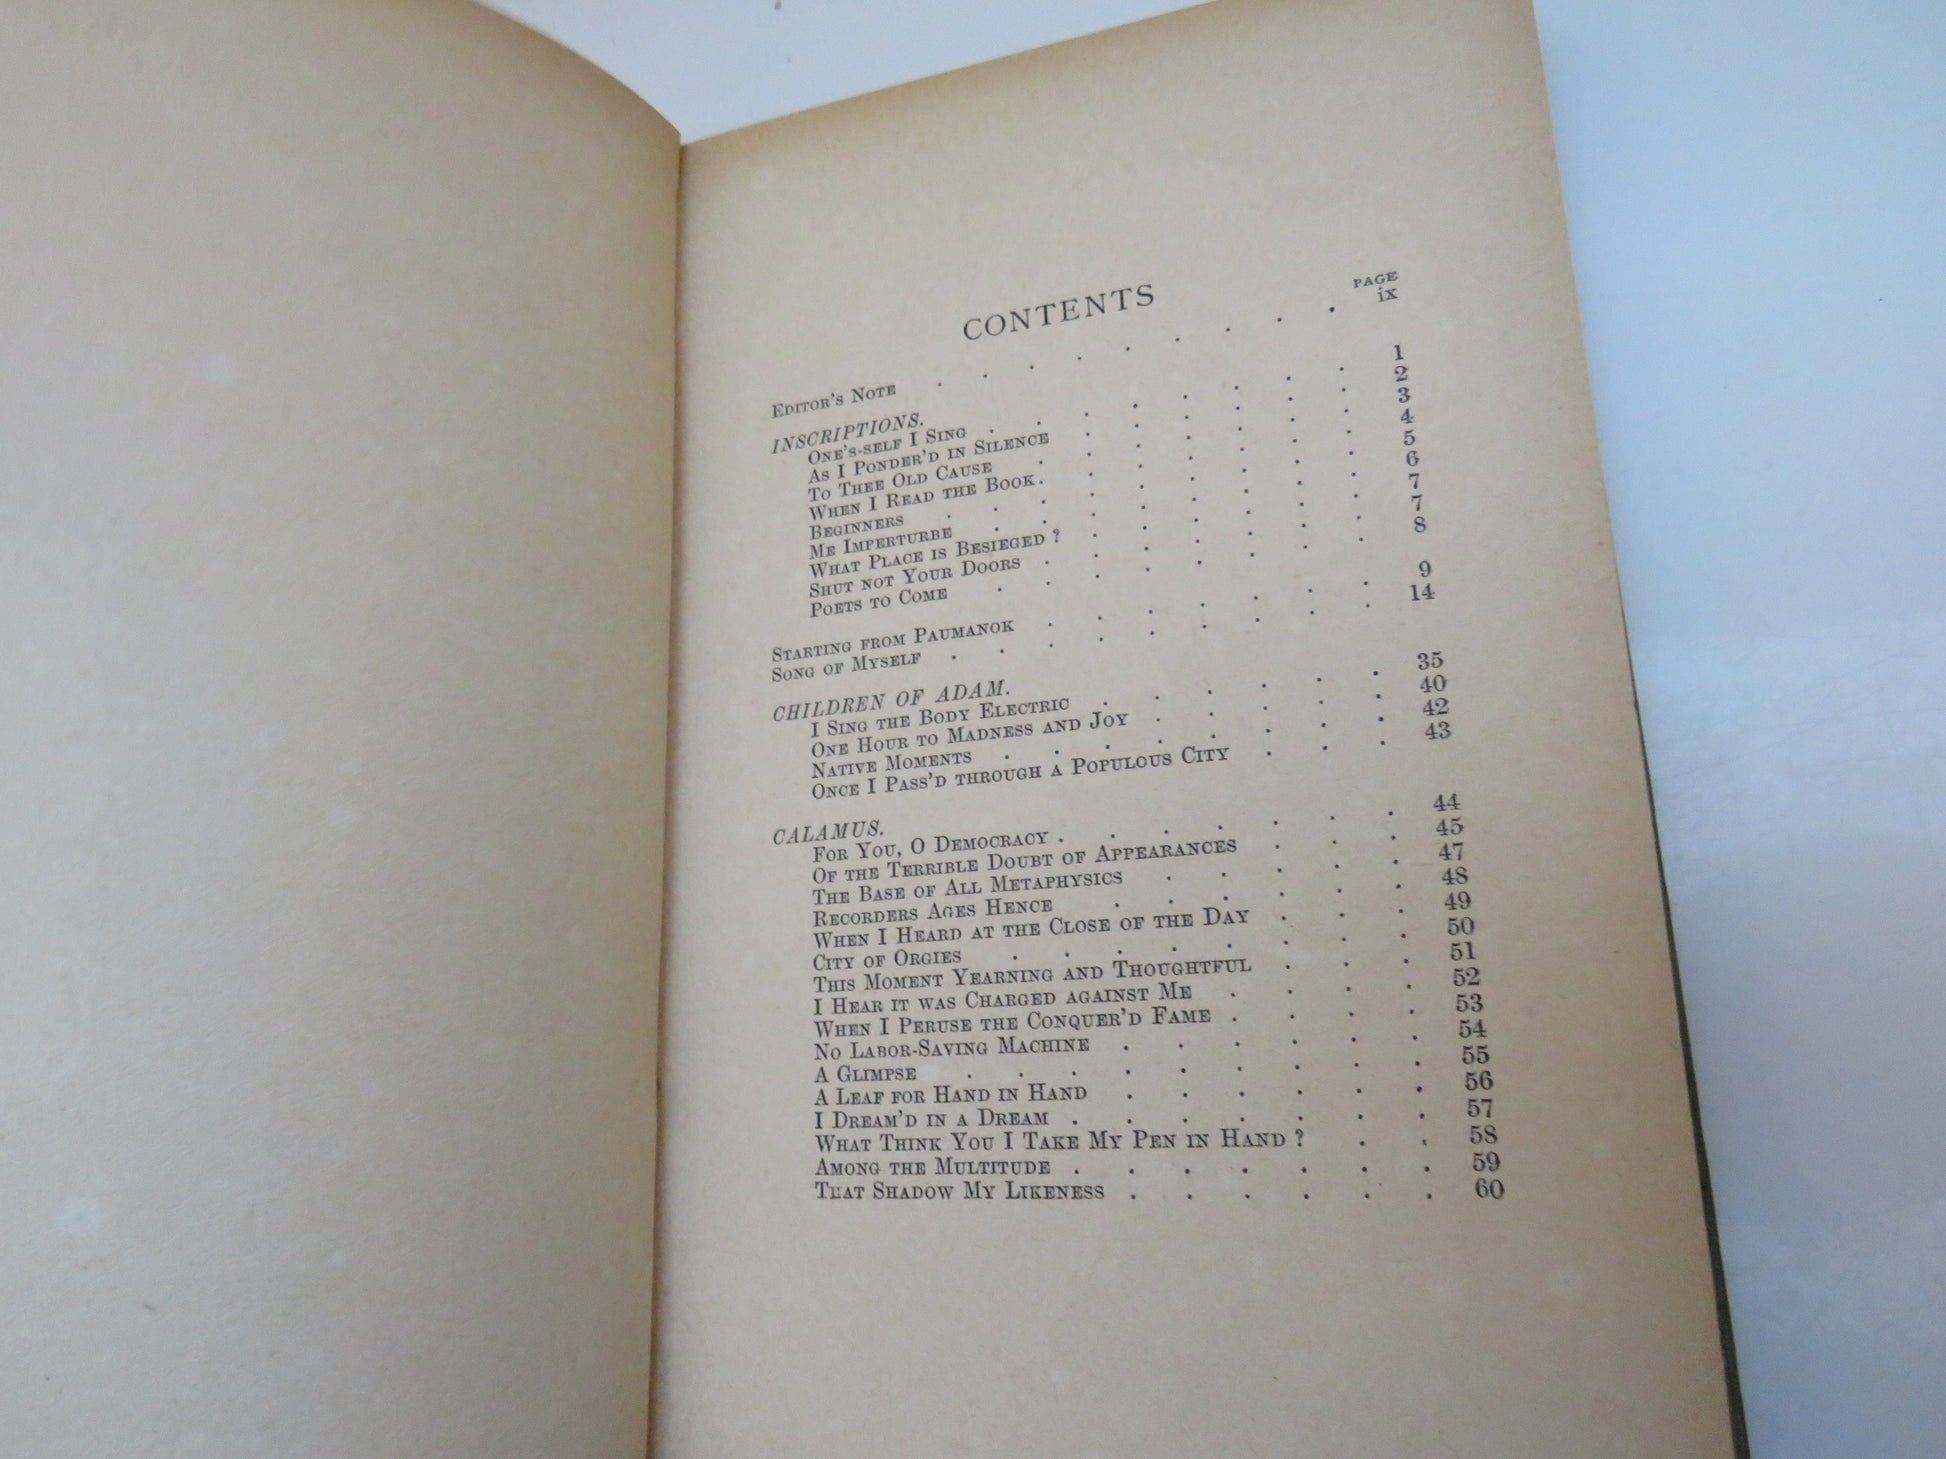 CONTENTS
PAGE
EDITOR'S NOTE . . . . . . . . . ix
INSCRIPTIONS.
ONE'S-SELF I SING . . . . . . . . 1
AS I PONDER'D IN SILENCE . . . . . . 2
TO THEE OLD CAUSE . . . . . . . 3
WHEN I READ THE BOOK . . . . . . . 4
BEGINNERS . . . . . . . . . 5
ME IMPERTURBE . . . . . . . . 6
WHAT PLACE IS BESIEGED ? . . . . . . 7
SHUT NOT YOUR DOORS . . . . . . . 7
POETS TO COME . . . . . . . . 8
STARTING FROM PAUMANOK . . . . . . . 9
SONG OF MYSELF . . . . . . . . . 14
CHILDREN OF ADAM.
I SING THE BODY ELECTRIC . . . . . . 35
ONE HOUR TO MADNESS AND JOY . . . . . 40
NATIVE MOMENTS . . . . . . . . 42
ONCE I PASS'D THROUGH A POPULOUS CITY . . . 43
CALAMUS.
FOR YOU, O DEMOCRACY . . . . . . . 44
OF THE TERRIBLE DOUBT OF APPEARANCES . . . 45
THE BASE OF ALL METAPHYSICS . . . . . 47
RECORDERS AGES HENCE . . . . . . 48
WHEN I HEARD AT THE CLOSE OF THE DAY . . . 49
CITY OF ORGIES . . . . . . . . 50
THIS MOMENT YEARNING AND THOUGHTFUL . . . 51
I HEAR IT WAS CHARGED AGAINST ME . . . . 52
WHEN I PERUSE THE CONQUER'D FAME . . . . 53
NO LABOR-SAVING MACHINE . . . . . . 54
A GLIMPSE . . . . . . . . . 55
A LEAF FOR HAND IN HAND . . . . . . 56
I DREAM'D IN A DREAM . . . . . . . 57
WHAT THINK YOU I TAKE MY PEN IN HAND ? . . 58
AMONG THE MULTITUDE . . . . . . . 59
THAT SHADOW MY LIKENESS . . . . . . 60